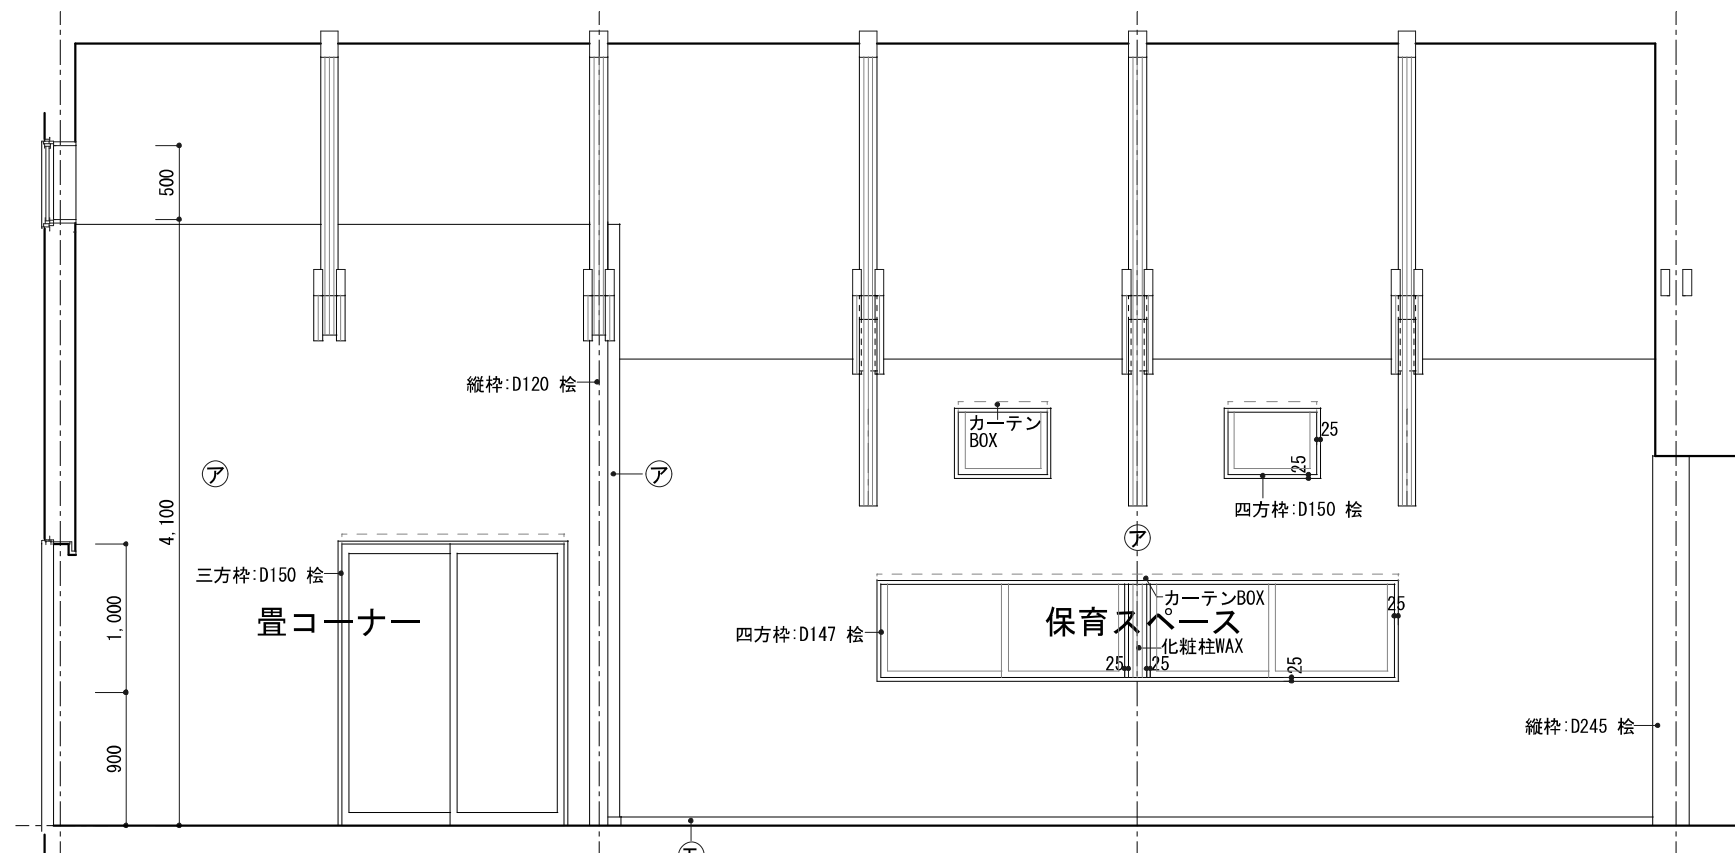 500
縦枠:D120 桧
カーテン
BOX
25
25
四方枠:D150 桧
ア
ア
4,100
ア
三方枠:D150 桧
畳コーナー
1,000
カーテンBOX
保育スペース
25
四方枠:D147 桧
化粧柱WAX
25
25
25
縦枠:D245 桧
900